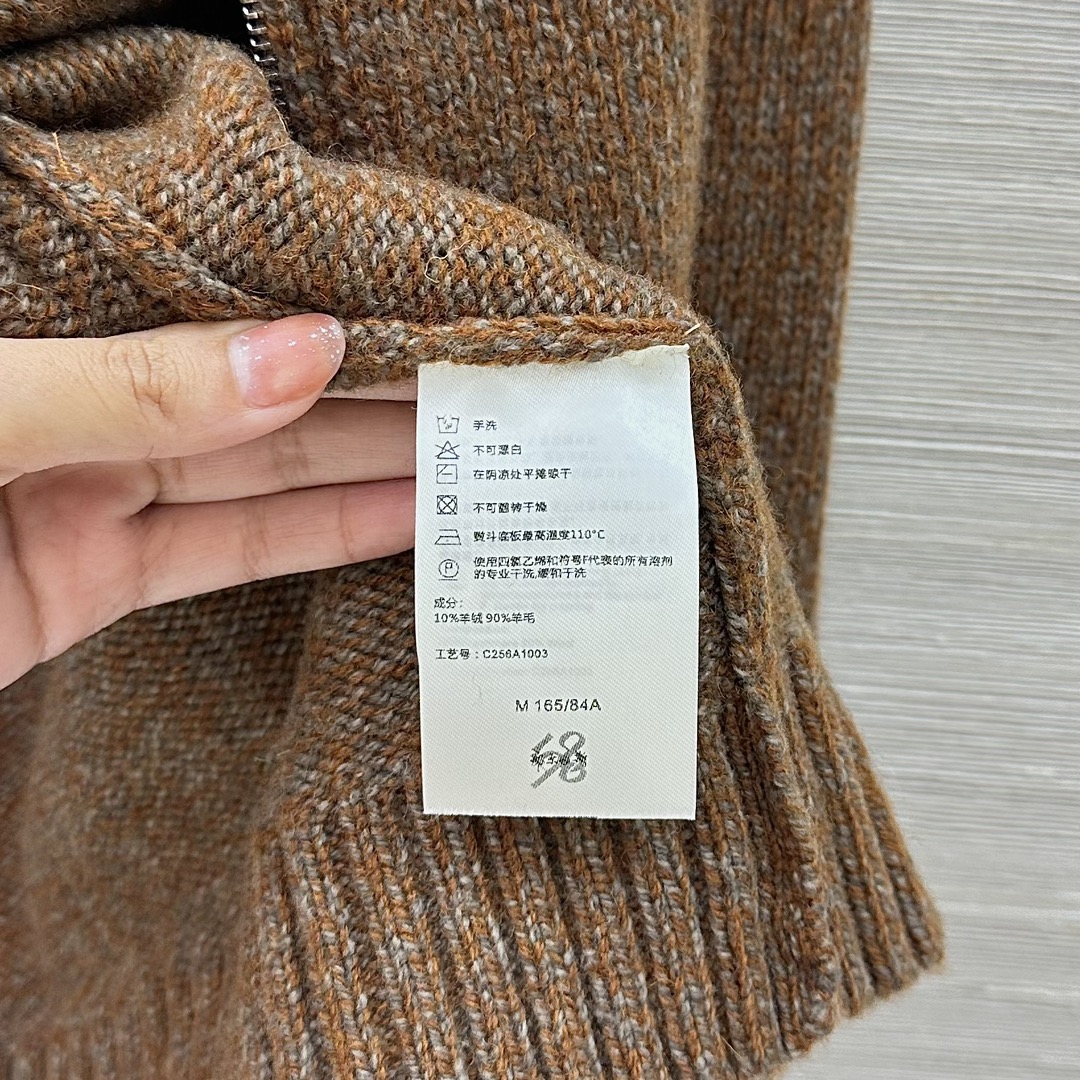 手洗
不可漂白
在阴凉处平摊晾干
不可翻转干燥
熨斗底板最高温度110°C
使用四氯乙烯和符号F代表的所有溶剂
的专业干洗,缓和干洗
成分:
10%羊绒 90%羊毛
工艺号:C256A1003
M 165/84A